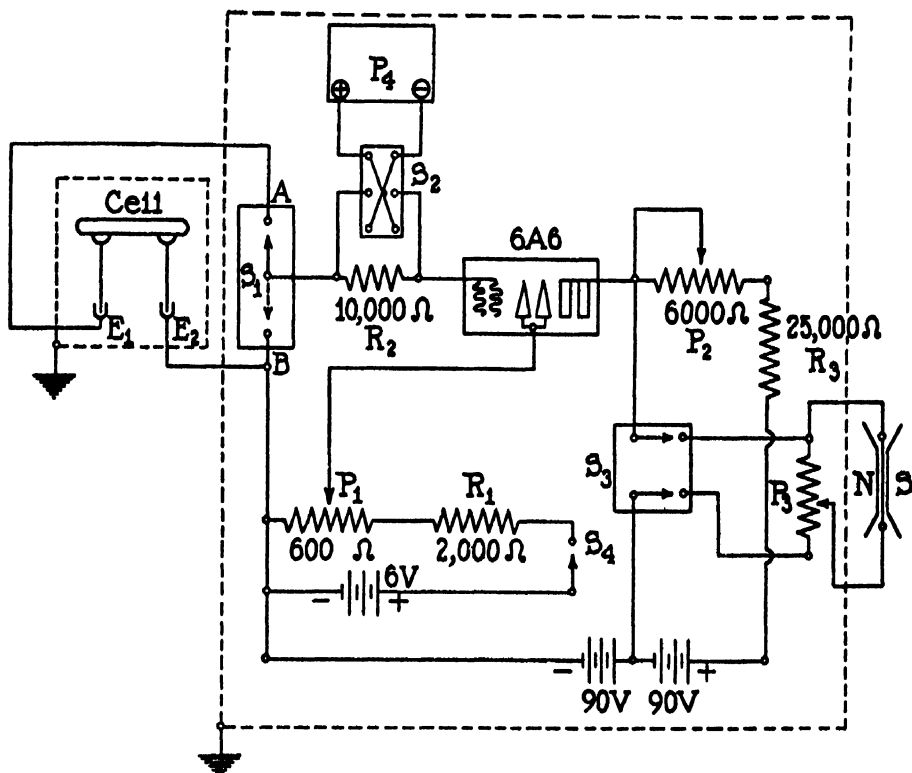 P4
+ −
Cell
A
S2
S1
6A6
10,000 Ω
R2
6000 Ω
P2
25,000 Ω
R3
E1
E2
B
S3
P3
N
S
P1
R1
600 Ω
2,000 Ω
S4
6V
− +
− +
90V
90V